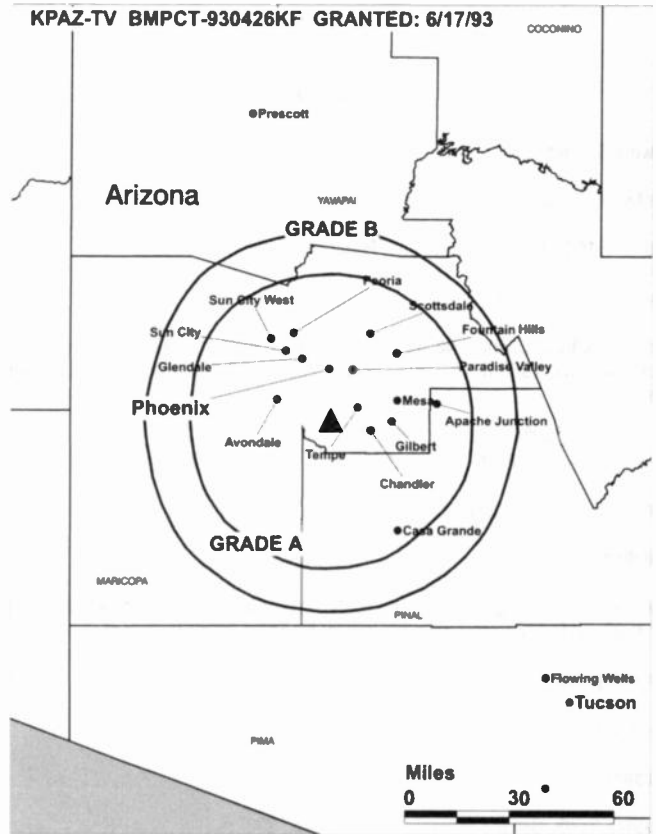 KPAZ-TV BMPCT-930426KF GRANTED: 6/17/93
COCONINO
Prescott
Arizona
YAVAPAI
GRADE B
Peoria
Sun City West
Scottsdale
Sun City
Fountain Hills
Glendale
Paradise Valley
Phoenix
Mesa
Apache Junction
Avondale
Tempe
Gilbert
Chandler
Casa Grande
GRADE A
MARICOPA
PINAL
Flowing Wells
Tucson
PIMA
Miles
0 30 60